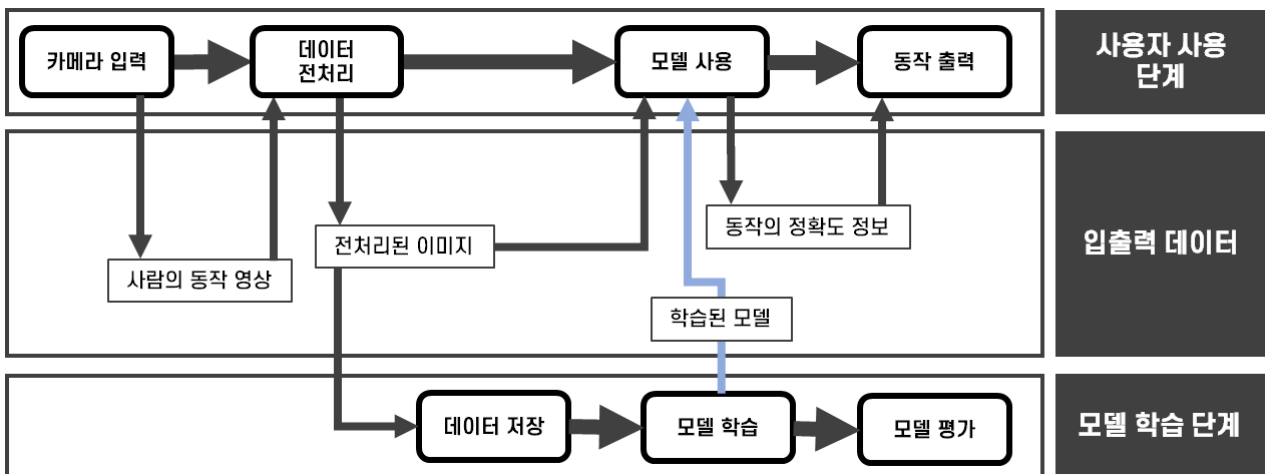 카메라 입력
데이터
전처리
모델 사용
동작 출력
사용자 사용
단계
동작의 정확도 정보
전처리된 이미지
사람의 동작 영상
학습된 모델
입출력 데이터
데이터 저장
모델 학습
모델 평가
모델 학습 단계